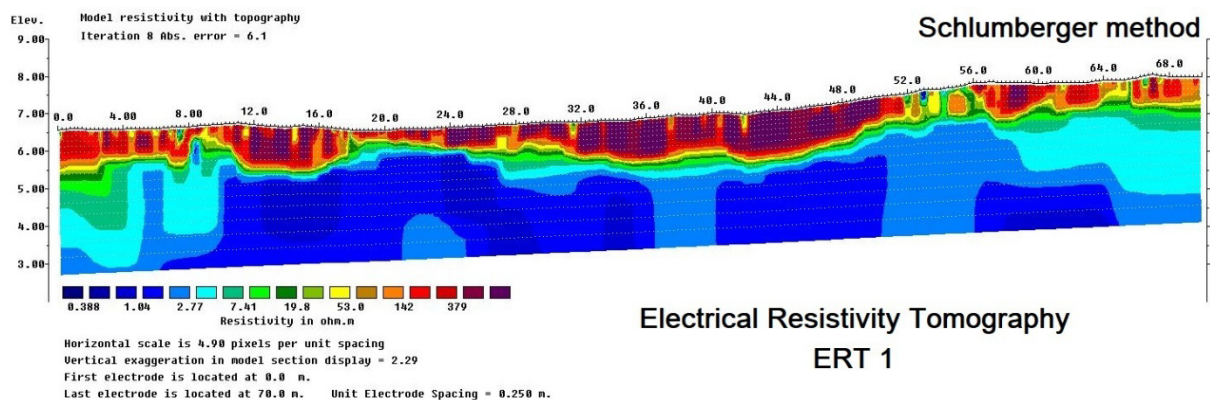 Elev. Model resistivity with topography
Iteration 8 Abs. error = 6.1
Schlumberger method
9.00
8.00
7.00
6.00
5.00
4.00
3.00
0.0 4.00 8.00 12.0 16.0 20.0 24.0 28.0 32.0 36.0 40.0 44.0 48.0 52.0 56.0 60.0 64.0 68.0
0.388 1.04 2.77 7.41 19.8 53.0 142 379
Resistivity in ohm.m
Electrical Resistivity Tomography
ERT 1
Horizontal scale is 4.90 pixels per unit spacing
Vertical exaggeration in model section display = 2.29
First electrode is located at 0.0 m.
Last electrode is located at 70.0 m. Unit Electrode Spacing = 0.250 m.